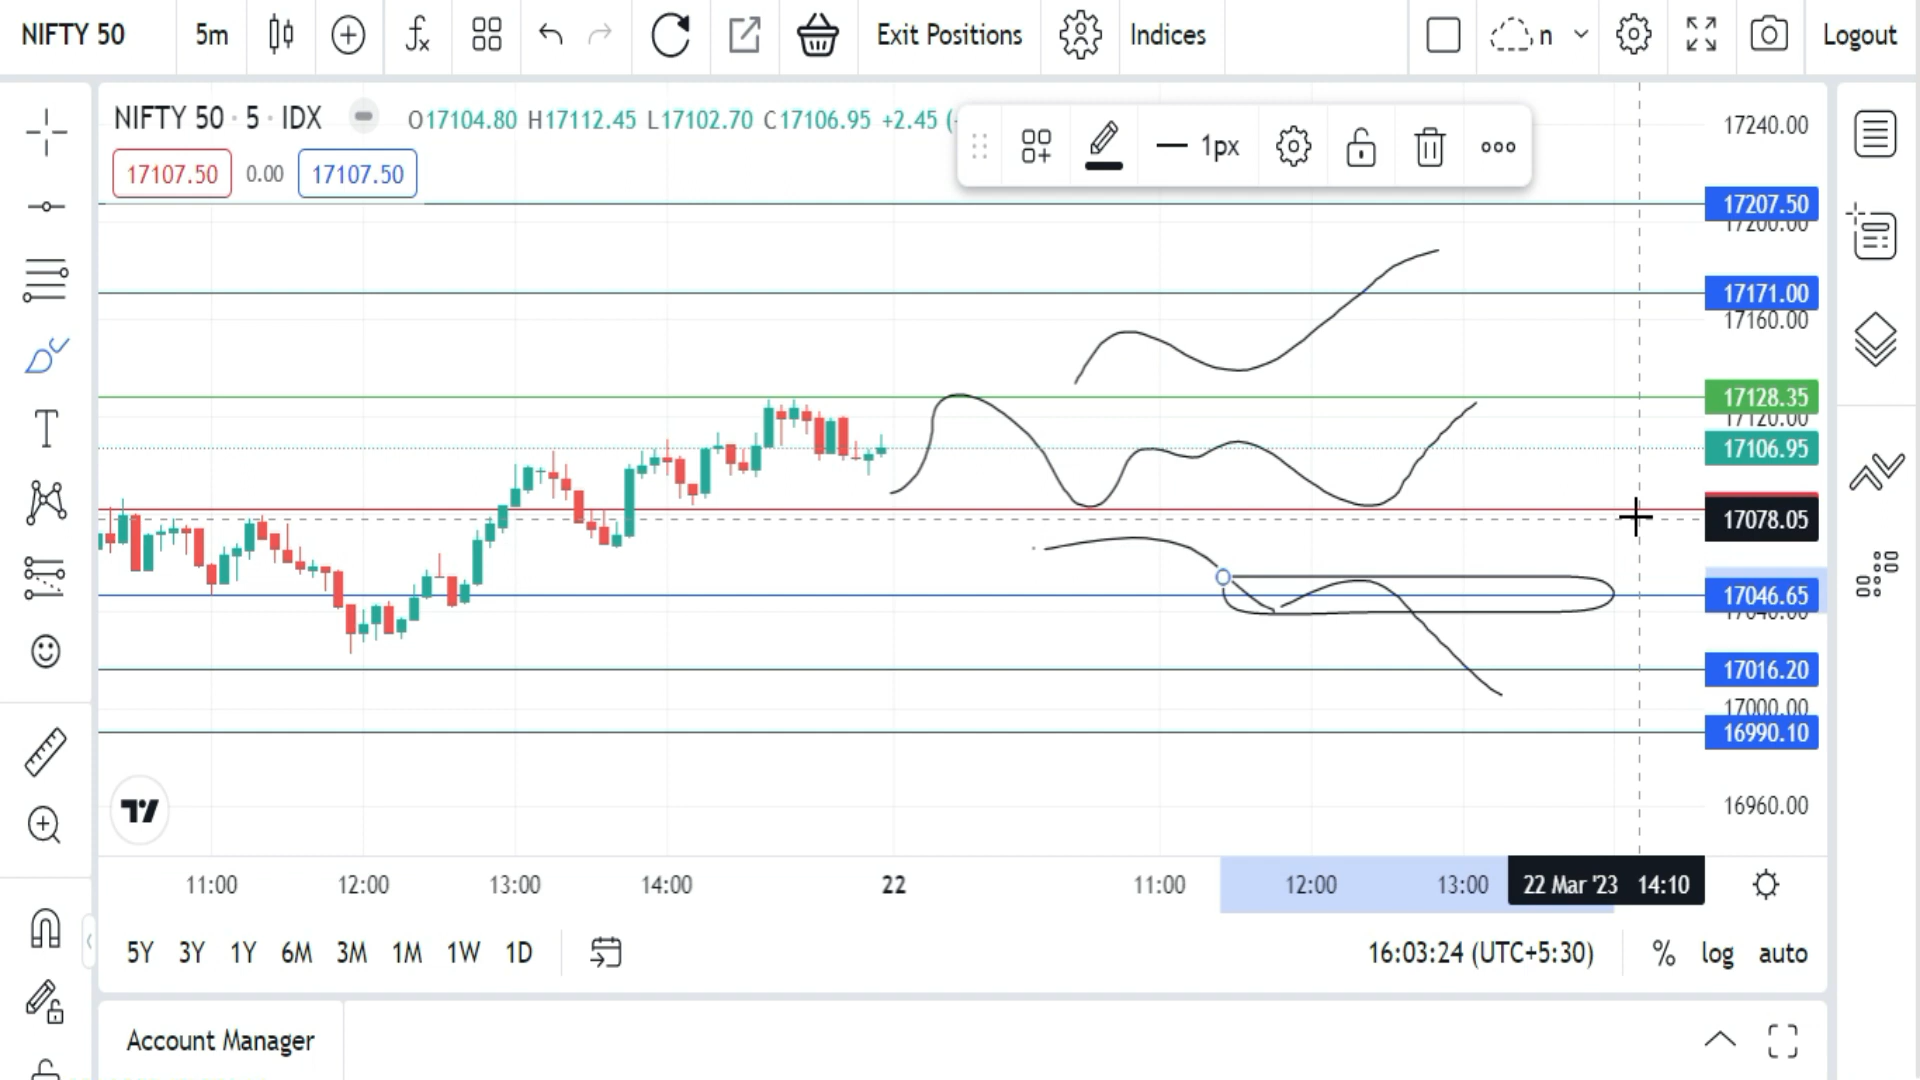 NIFTY 50 5m Exit Positions Indices n Logout
NIFTY 50 · 5 · IDX O17104.80 H17112.45 L17102.70 C17106.95 +2.45 (
1px
17107.50 0.00 17107.50
17240.00
17207.50
17200.00
17171.00
17160.00
17128.35
17120.00
17106.95
17078.05
17046.65
17040.00
17016.20
17000.00
16990.10
16960.00
11:00 12:00 13:00 14:00 22 11:00 12:00 13:00 22 Mar '23 14:10
5Y 3Y 1Y 6M 3M 1M 1W 1D 16:03:24 (UTC+5:30) % log auto
Account Manager